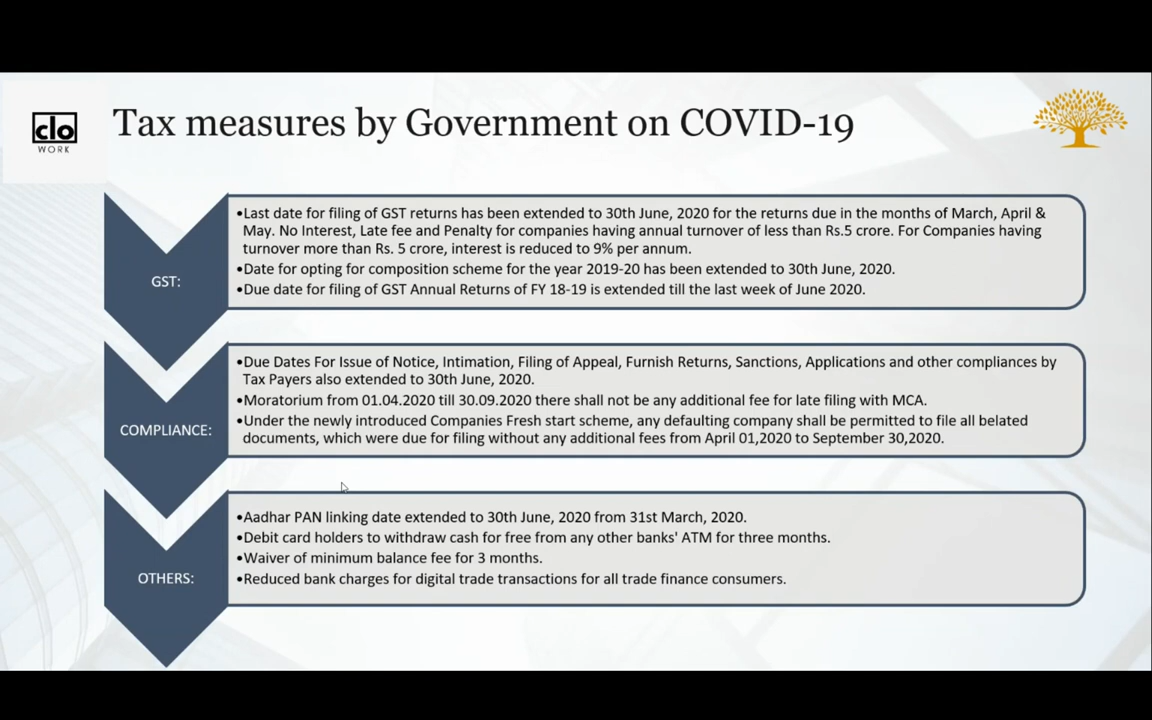 clo
WORK
Tax measures by Government on COVID-19
GST:
•Last date for filing of GST returns has been extended to 30th June, 2020 for the returns due in the months of March, April &
May. No Interest, Late fee and Penalty for companies having annual turnover of less than Rs.5 crore. For Companies having
turnover more than Rs. 5 crore, interest is reduced to 9% per annum.
•Date for opting for composition scheme for the year 2019-20 has been extended to 30th June, 2020.
•Due date for filing of GST Annual Returns of FY 18-19 is extended till the last week of June 2020.
COMPLIANCE:
•Due Dates For Issue of Notice, Intimation, Filing of Appeal, Furnish Returns, Sanctions, Applications and other compliances by
Tax Payers also extended to 30th June, 2020.
•Moratorium from 01.04.2020 till 30.09.2020 there shall not be any additional fee for late filing with MCA.
•Under the newly introduced Companies Fresh start scheme, any defaulting company shall be permitted to file all belated
documents, which were due for filing without any additional fees from April 01,2020 to September 30,2020.
OTHERS:
•Aadhar PAN linking date extended to 30th June, 2020 from 31st March, 2020.
•Debit card holders to withdraw cash for free from any other banks' ATM for three months.
•Waiver of minimum balance fee for 3 months.
•Reduced bank charges for digital trade transactions for all trade finance consumers.